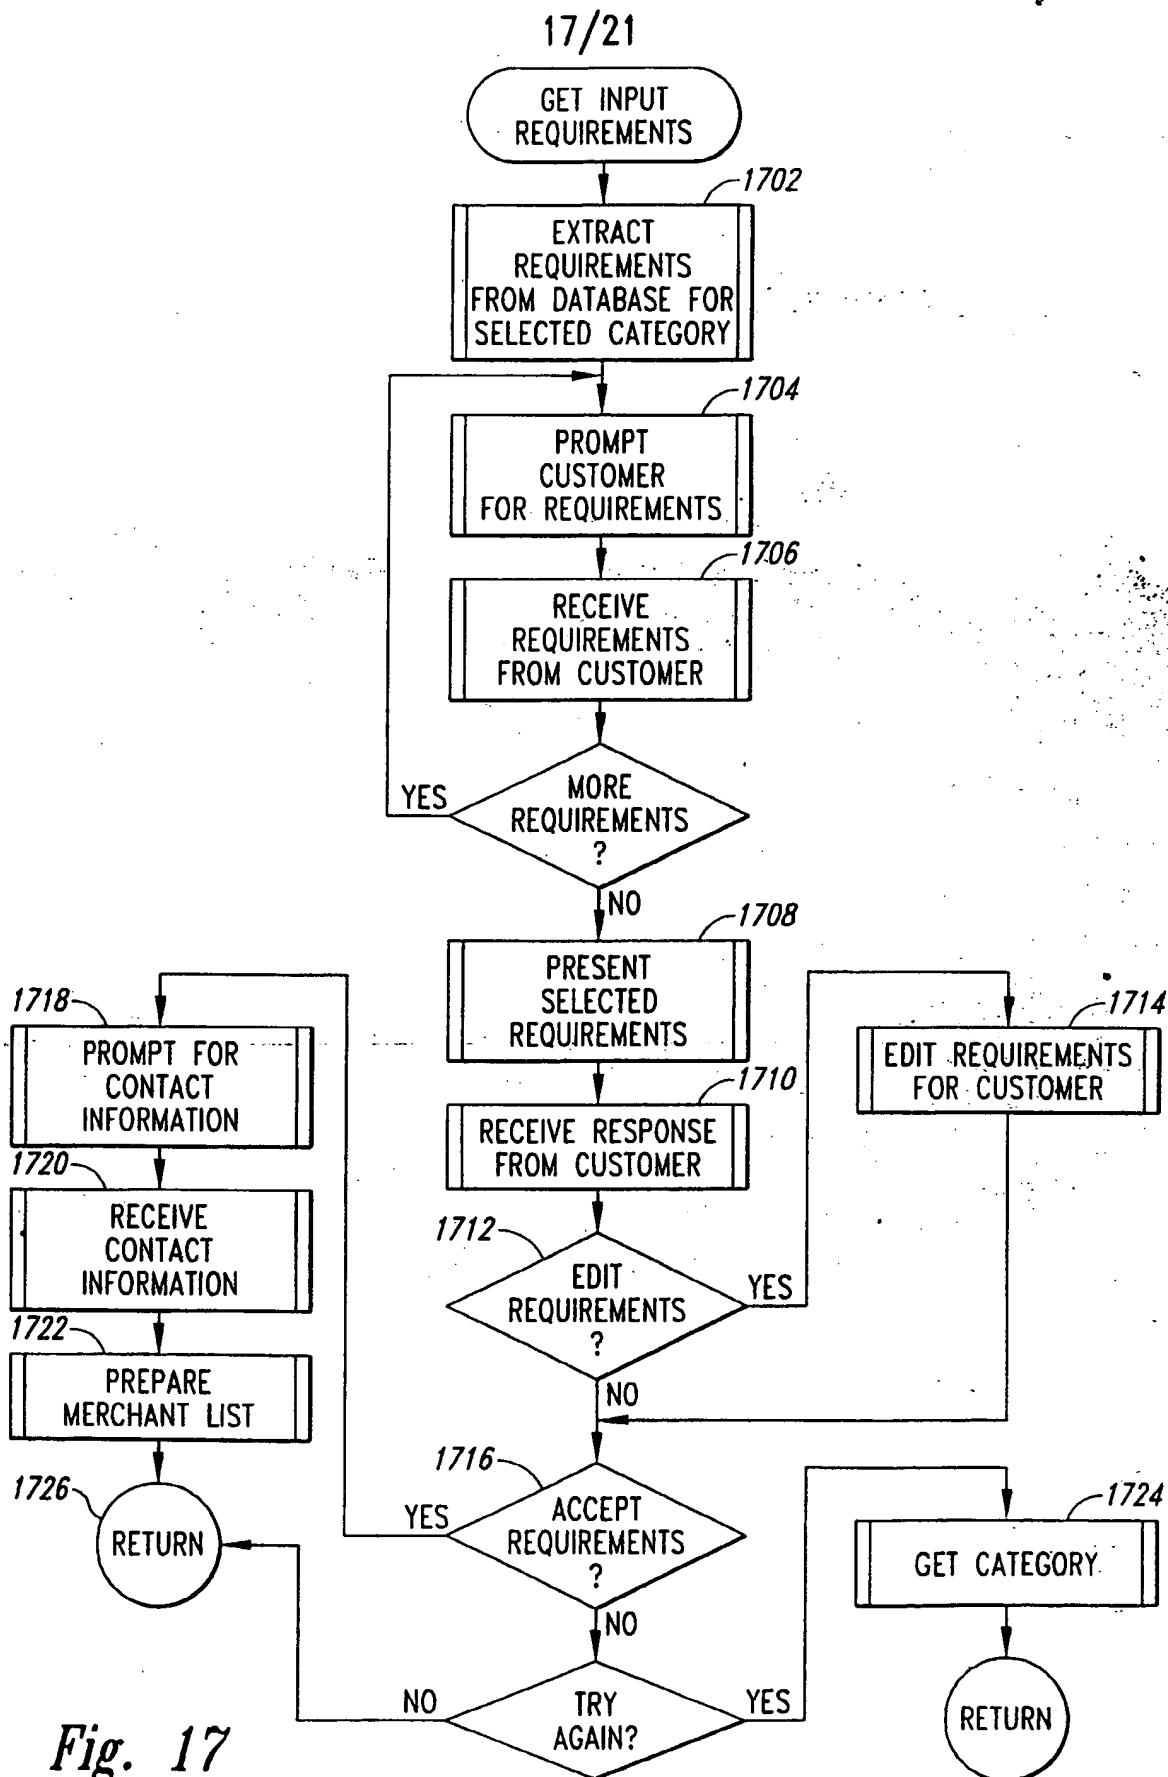 17/21
GET INPUT
REQUIREMENTS
1702
EXTRACT
REQUIREMENTS
FROM DATABASE FOR
SELECTED CATEGORY
1704
PROMPT
CUSTOMER
FOR REQUIREMENTS
1706
RECEIVE
REQUIREMENTS
FROM CUSTOMER
MORE
REQUIREMENTS
?
YES
NO
1708
PRESENT
SELECTED
REQUIREMENTS
1710
RECEIVE RESPONSE
FROM CUSTOMER
1712
EDIT
REQUIREMENTS
?
YES
NO
1714
EDIT REQUIREMENTS
FOR CUSTOMER
1716
ACCEPT
REQUIREMENTS
?
YES
NO
1718
PROMPT FOR
CONTACT
INFORMATION
1720
RECEIVE
CONTACT
INFORMATION
1722
PREPARE
MERCHANT LIST
1726
RETURN
TRY
AGAIN?
NO
YES
1724
GET CATEGORY
RETURN
Fig. 17